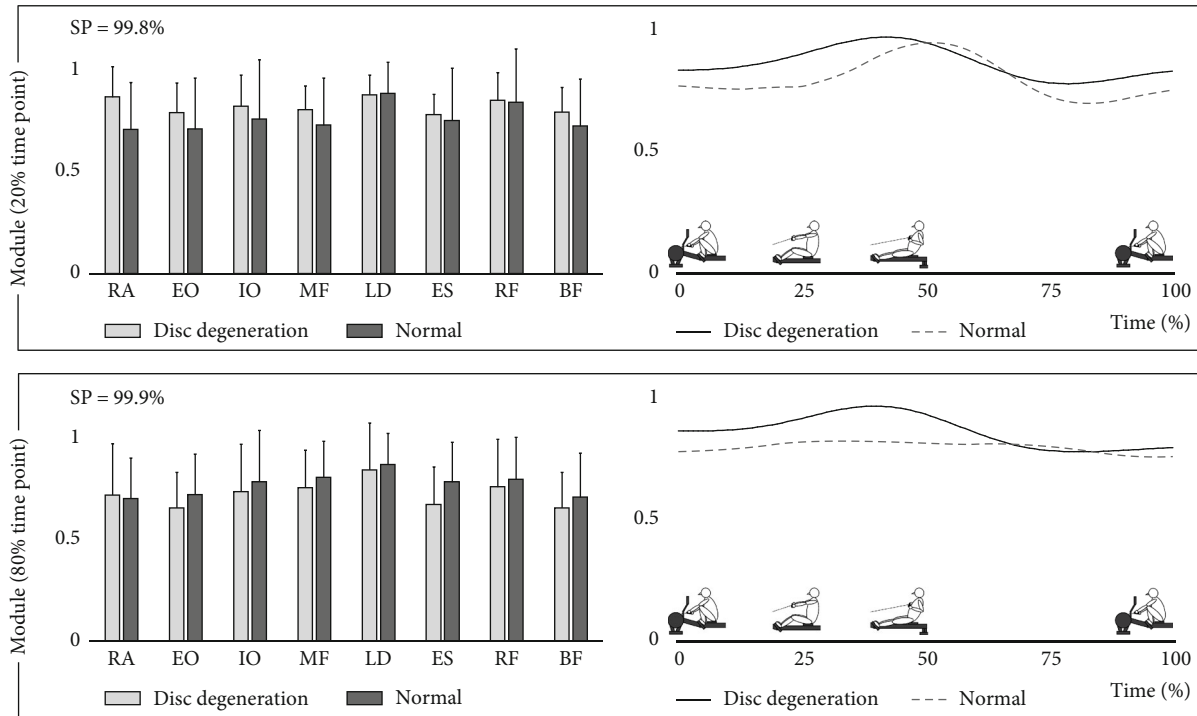 Module (20% time point)
SP = 99.8%
1
0.5
0
RA EO IO MF LD ES RF BF
Disc degeneration Normal
1
0.5
0
0 25 50 75 100
Time (%)
Disc degeneration Normal
Module (80% time point)
SP = 99.9%
1
0.5
0
RA EO IO MF LD ES RF BF
Disc degeneration Normal
1
0.5
0
0 25 50 75 100
Time (%)
Disc degeneration Normal